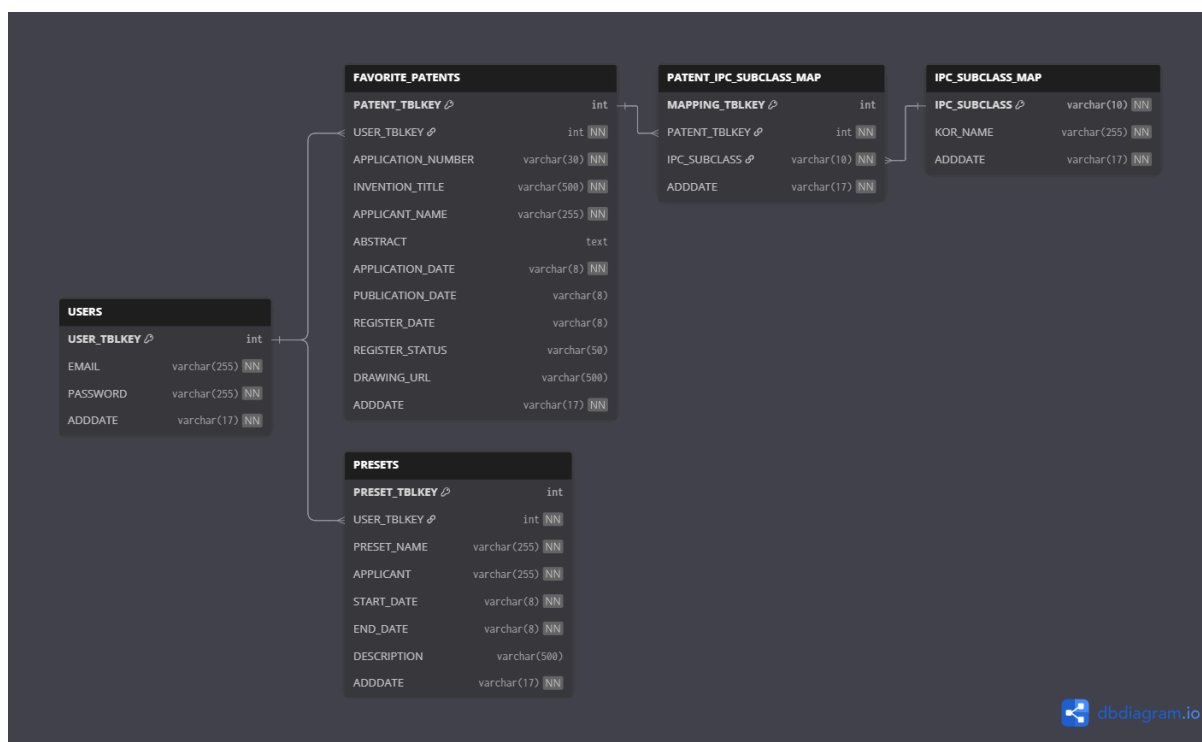 FAVORITE_PATENTS
PATENT_TBLKEY int
USER_TBLKEY int NN
APPLICATION_NUMBER varchar(30) NN
INVENTION_TITLE varchar(500) NN
APPLICANT_NAME varchar(255) NN
ABSTRACT text
APPLICATION_DATE varchar(8) NN
PUBLICATION_DATE varchar(8)
REGISTER_DATE varchar(8)
REGISTER_STATUS varchar(50)
DRAWING_URL varchar(500)
ADDDATE varchar(17) NN
PATENT_IPC_SUBCLASS_MAP
MAPPING_TBLKEY int
PATENT_TBLKEY int NN
IPC_SUBCLASS varchar(10) NN
ADDDATE varchar(17) NN
IPC_SUBCLASS_MAP
IPC_SUBCLASS varchar(10) NN
KOR_NAME varchar(255) NN
ADDDATE varchar(17) NN
USERS
USER_TBLKEY int
EMAIL varchar(255) NN
PASSWORD varchar(255) NN
ADDDATE varchar(17) NN
PRESETS
PRESET_TBLKEY int
USER_TBLKEY int NN
PRESET_NAME varchar(255) NN
APPLICANT varchar(255) NN
START_DATE varchar(8) NN
END_DATE varchar(8) NN
DESCRIPTION varchar(500)
ADDDATE varchar(17) NN
dbdiagram.io